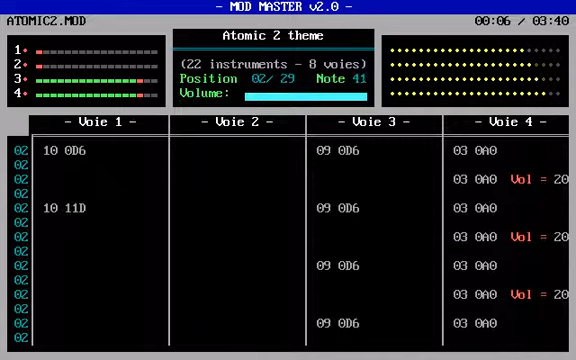 - MOD MASTER v2.0 -
ATOMIC2.MOD 00:06 / 03:40
Atomic 2 theme
(22 instruments - 8 voies)
Position 02/ 29 Note 41
Volume:
1
2
3
4
- Voie 1 - - Voie 2 - - Voie 3 - - Voie 4 -
02 10 0D6 09 0D6 03 0A0
02
02 03 0A0 Vol = 20
02
02 10 11D 09 0D6 03 0A0
02
02 03 0A0 Vol = 20
02
02 09 0D6 03 0A0
02
02 03 0A0 Vol = 20
02
02 09 0D6 03 0A0
02